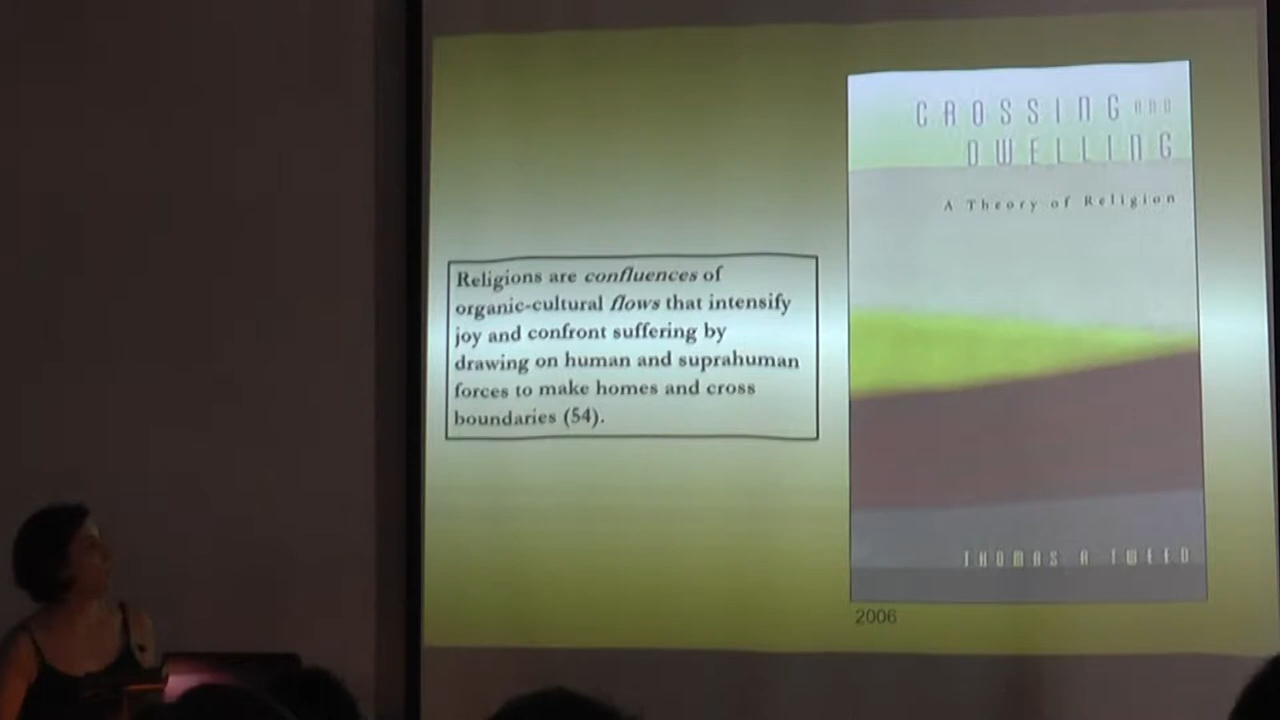 Religions are confluences of
organic-cultural flows that intensify
joy and confront suffering by
drawing on human and suprahuman
forces to make homes and cross
boundaries (54).
CROSSING AND
DWELLING
A Theory of Religion
THOMAS A TWEED
2006